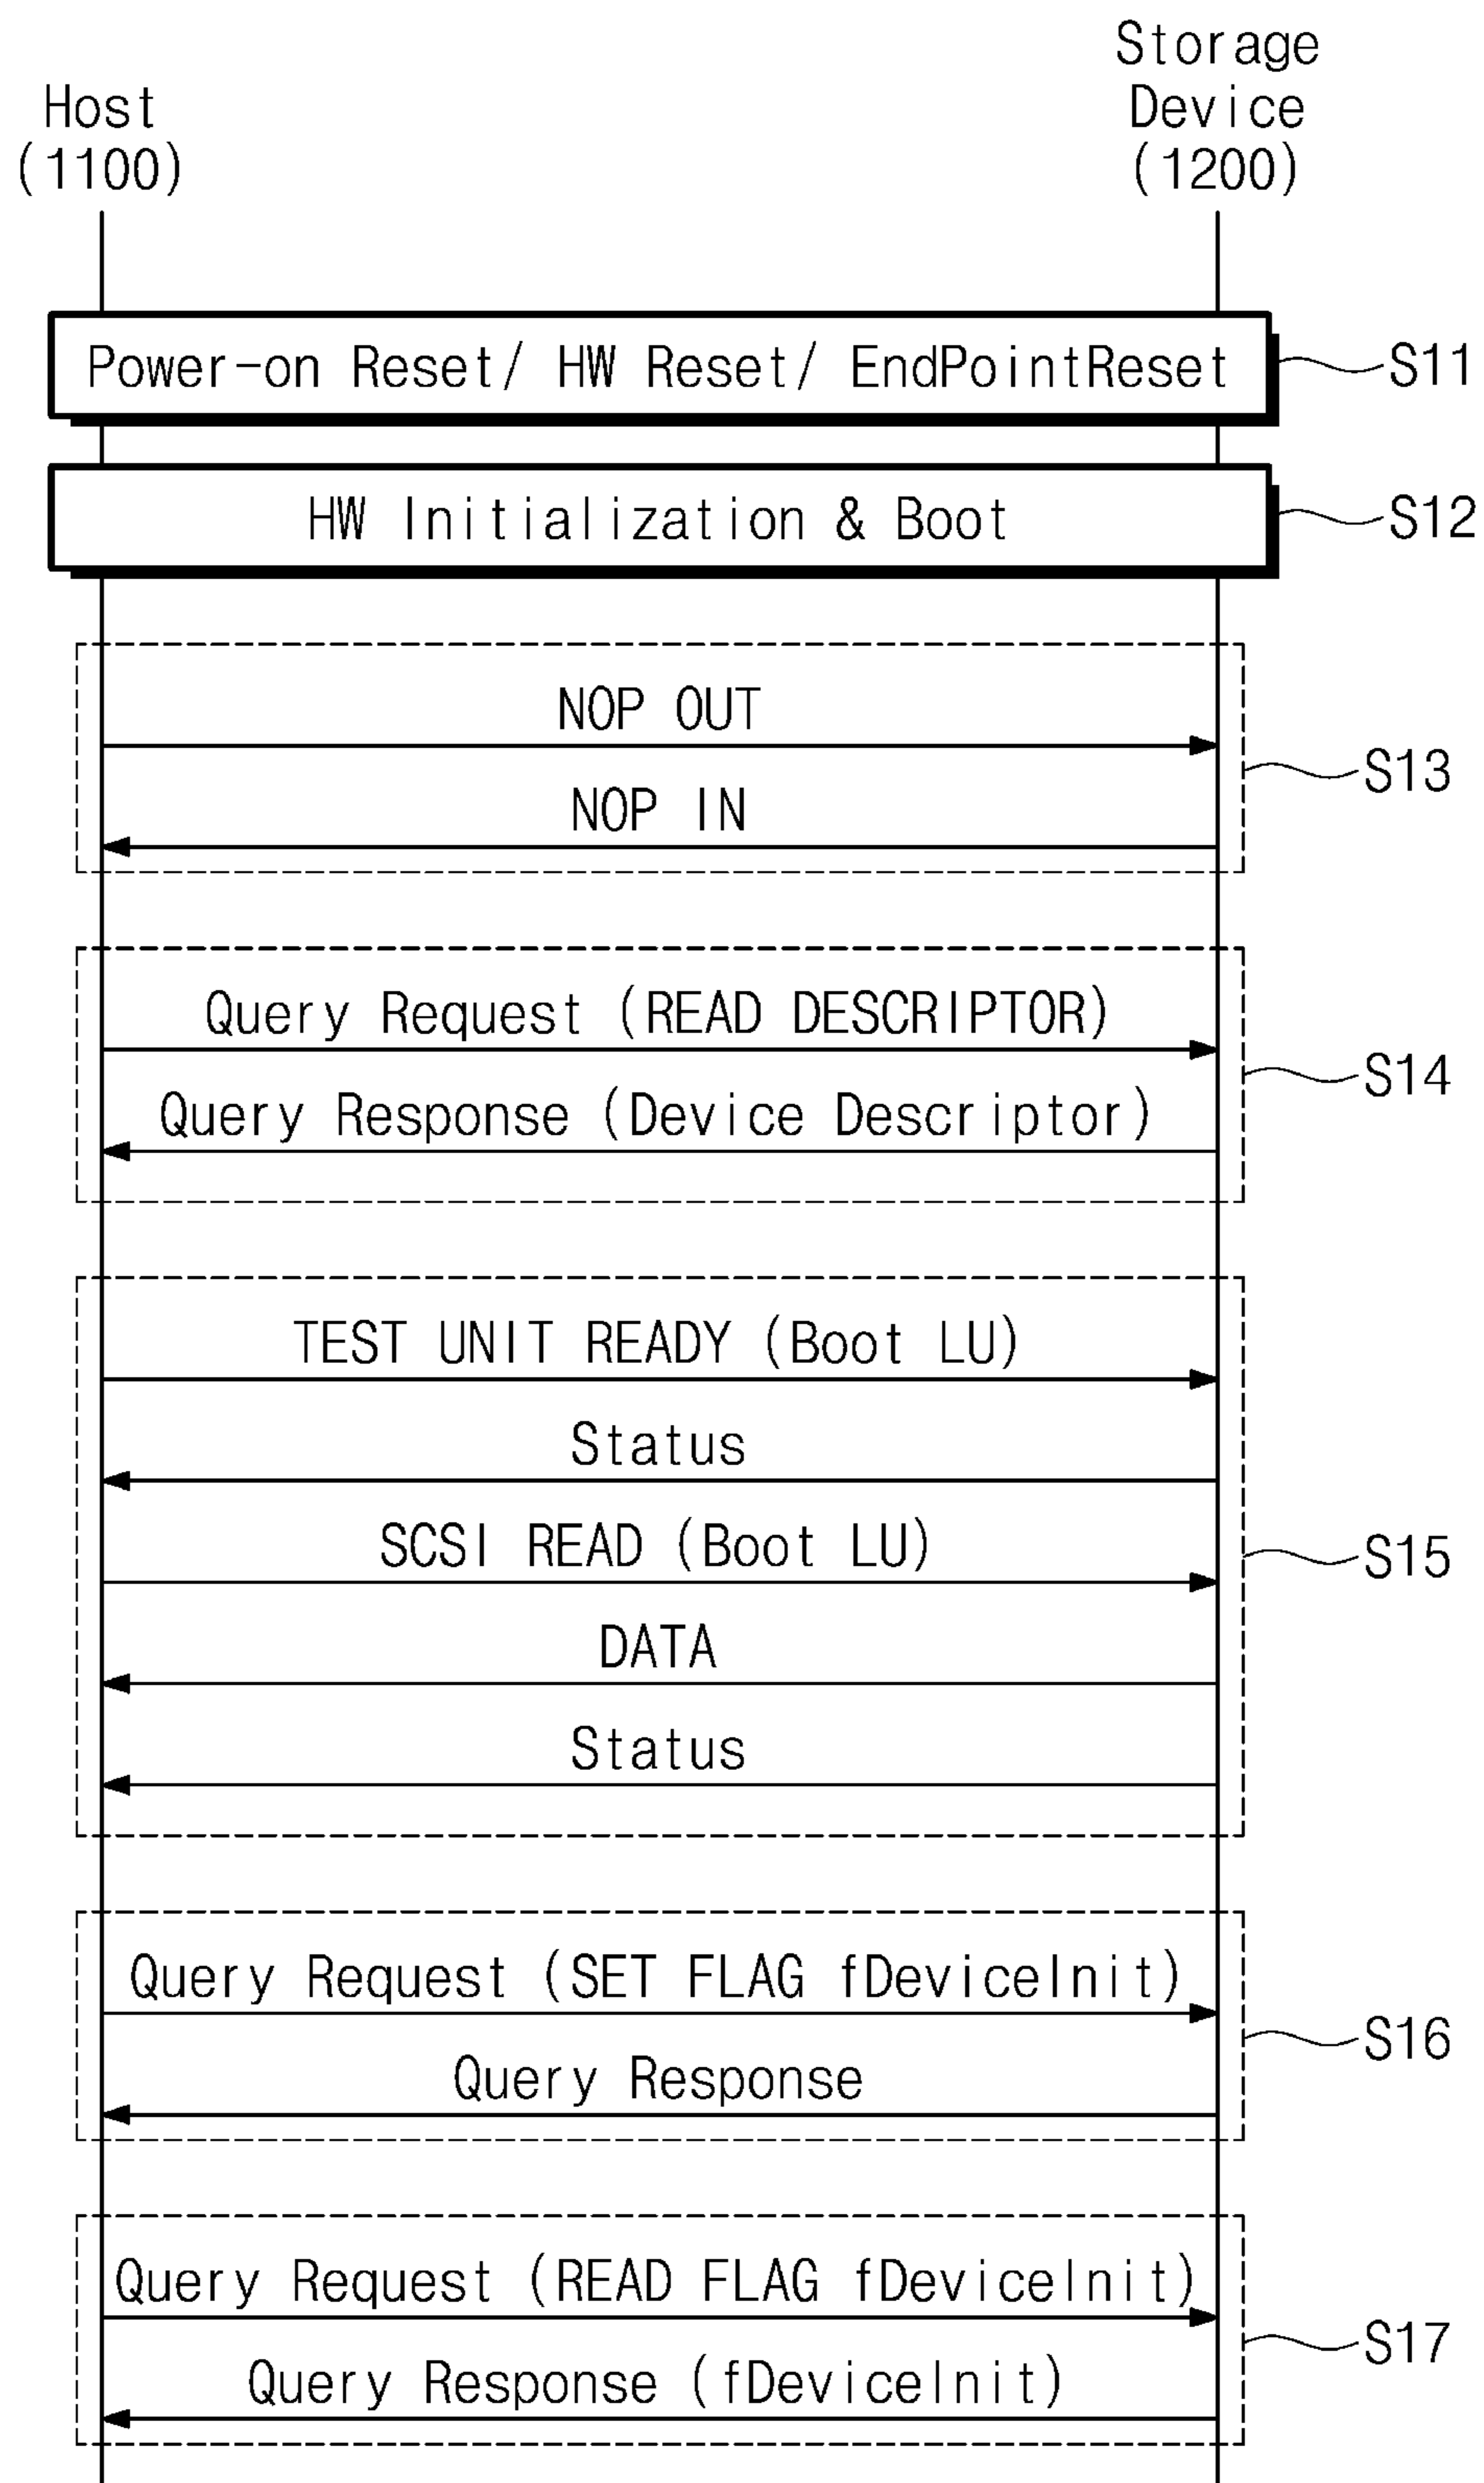 Host
(1100)
Storage
Device
(1200)
Power-on Reset/ HW Reset/ EndPointReset
S11
HW Initialization & Boot
S12
NOP OUT
NOP IN
S13
Query Request (READ DESCRIPTOR)
Query Response (Device Descriptor)
S14
TEST UNIT READY (Boot LU)
Status
SCSI READ (Boot LU)
DATA
Status
S15
Query Request (SET FLAG fDeviceInit)
Query Response
S16
Query Request (READ FLAG fDeviceInit)
Query Response (fDeviceInit)
S17